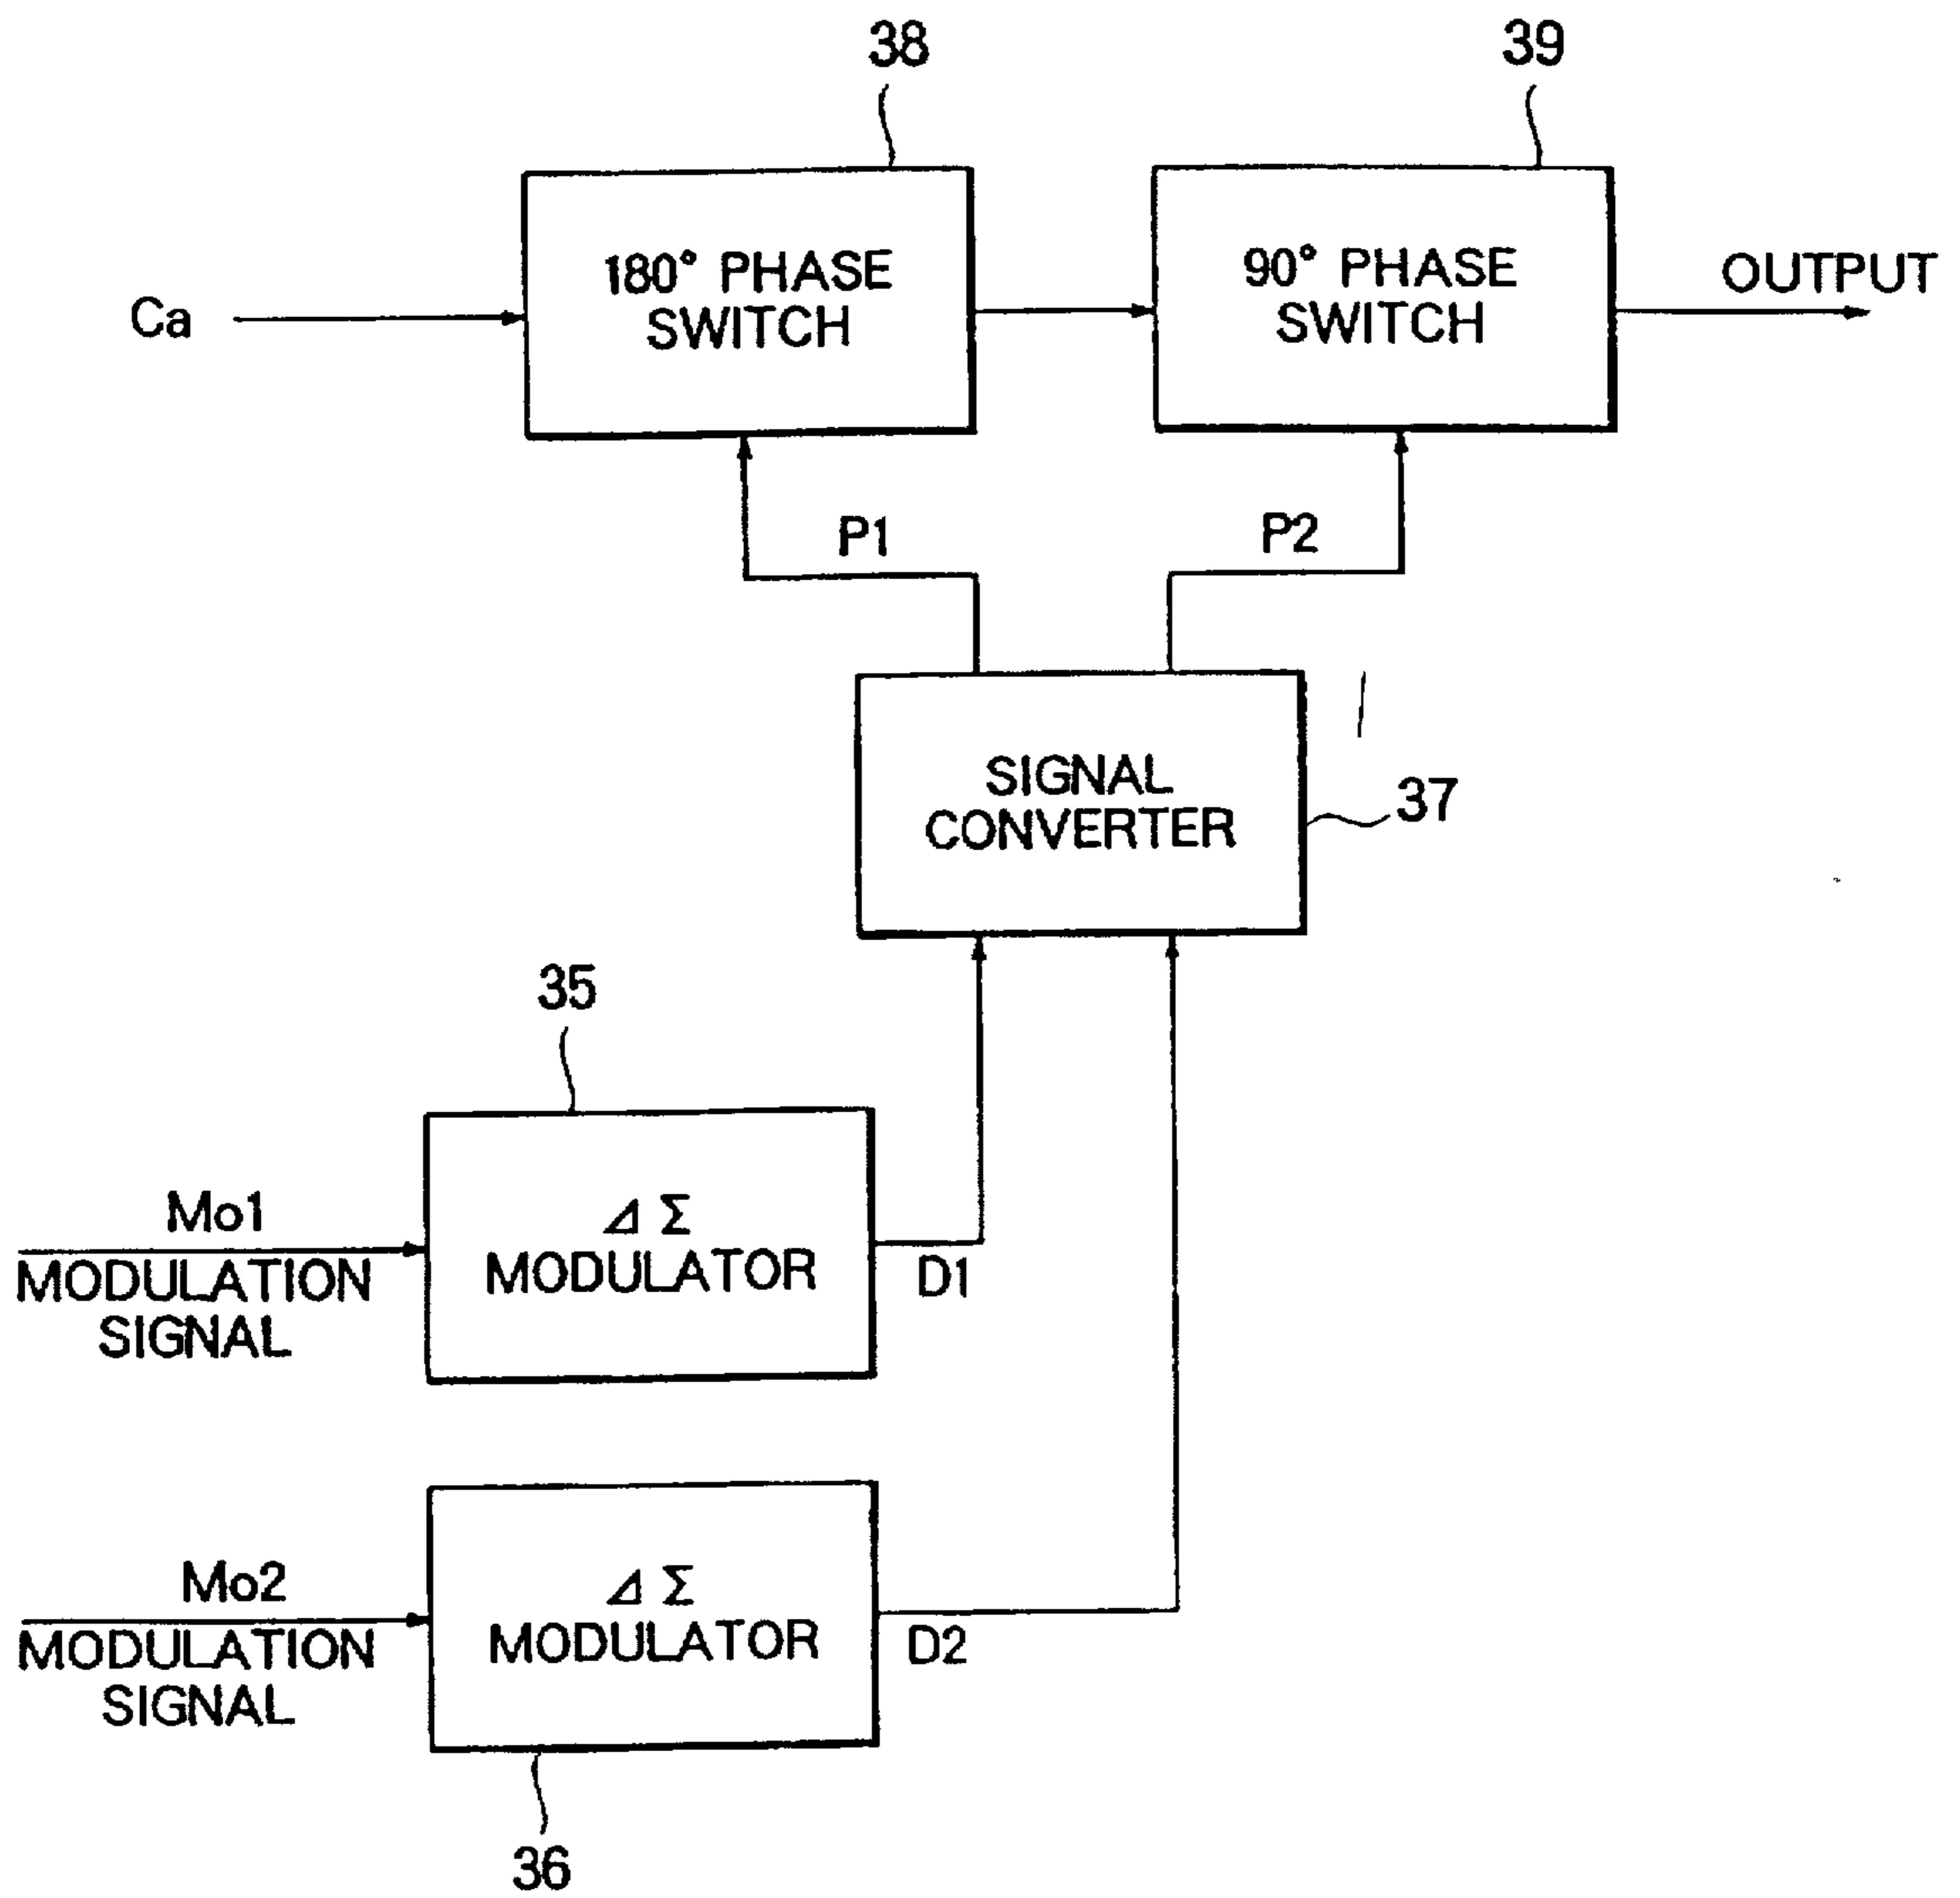 38
39
180° PHASE
SWITCH
90° PHASE
SWITCH
Ca
OUTPUT
P1
P2
SIGNAL
CONVERTER
37
35
Mo1
MODULATION
SIGNAL
ΔΣ
MODULATOR
D1
Mo2
MODULATION
SIGNAL
ΔΣ
MODULATOR
D2
36